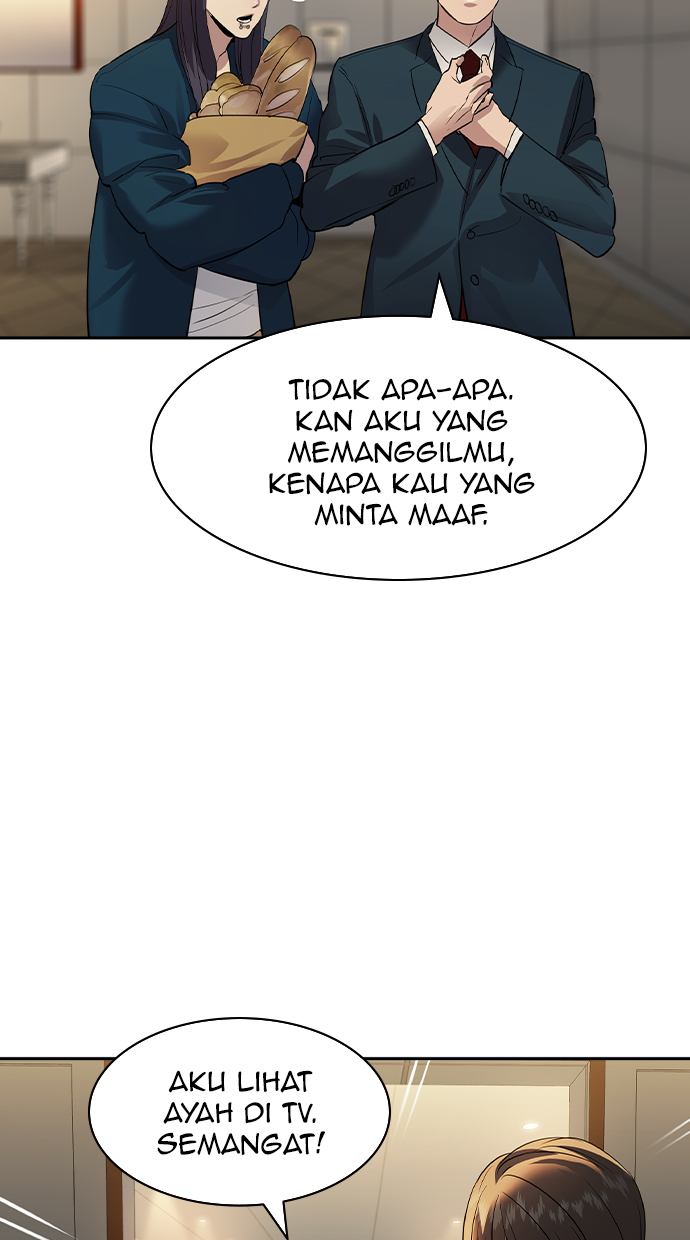 TIDAK APA-APA.
KAN AKU YANG
MEMANGGILMU,
KENAPA KAU YANG
MINTA MAAF.
AKU LIHAT
AYAH DI TV.
SEMANGAT!